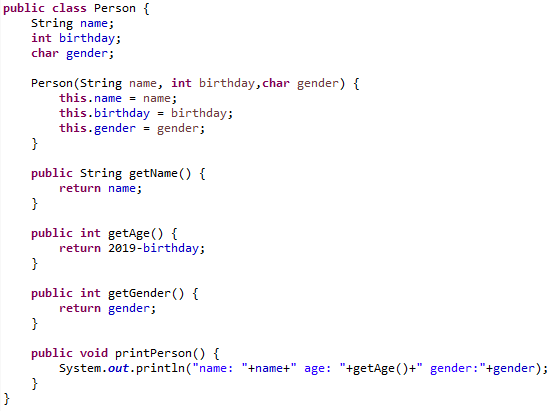 public class Person {
    String name;
    int birthday;
    char gender;

    Person(String name, int birthday,char gender) {
        this.name = name;
        this.birthday = birthday;
        this.gender = gender;
    }

    public String getName() {
        return name;
    }

    public int getAge() {
        return 2019-birthday;
    }

    public int getGender() {
        return gender;
    }

    public void printPerson() {
        System.out.println("name: "+name+" age: "+getAge()+" gender:"+gender);
    }
}